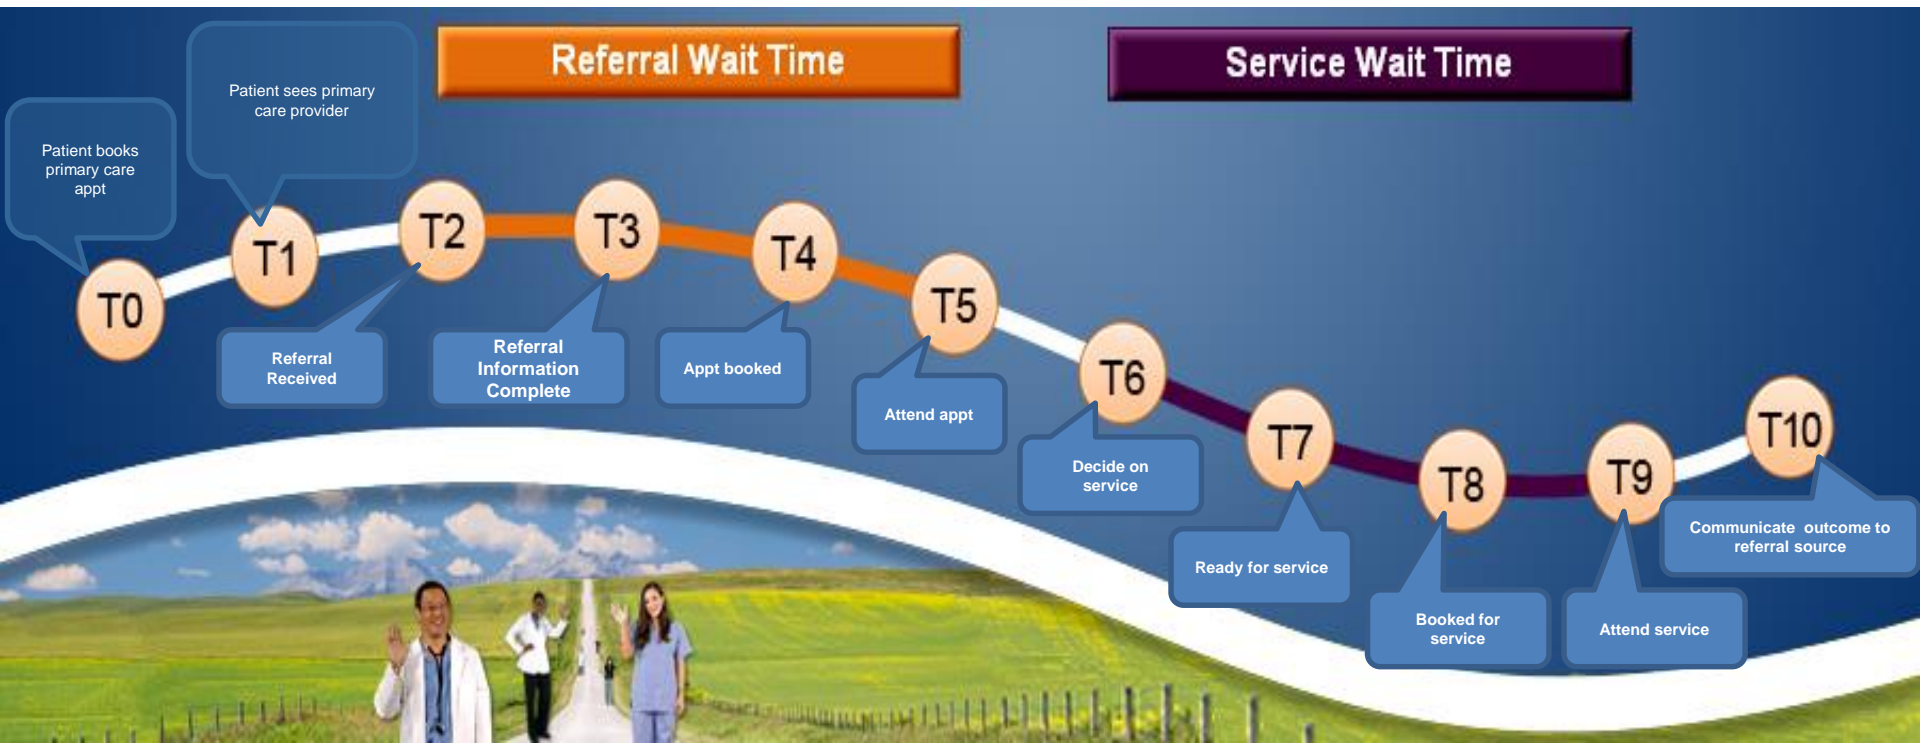 Referral Wait Time
Service Wait Time
Patient sees primary
care provider
Patient books
primary care
appt
T0
T1
T2
T3
T4
T5
T6
T7
T8
T9
T10
Referral
Received
Referral
Information
Complete
Appt booked
Attend appt
Decide on
service
Ready for service
Booked for
service
Attend service
Communicate  outcome to
referral source